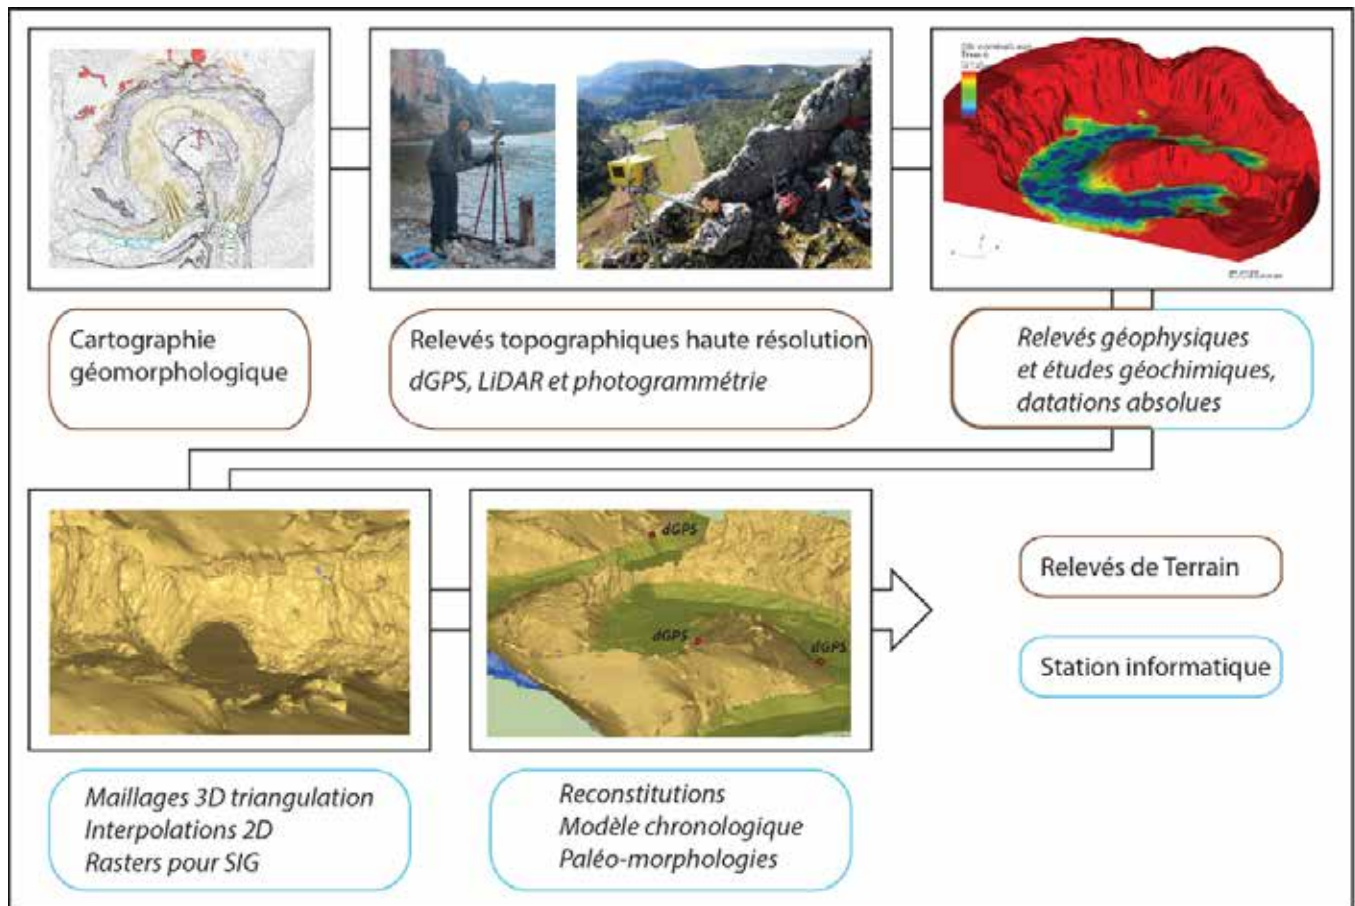 Cartographie
géomorphologique
Relevés topographiques haute résolution
dGPS, LiDAR et photogrammétrie
Relevés géophysiques
et études géochimiques,
datations absolues
dGPS
dGPS
dGPS
Relevés de Terrain
Station informatique
Maillages 3D triangulation
Interpolations 2D
Rasters pour SIG
Reconstitutions
Modèle chronologique
Paléo-morphologies